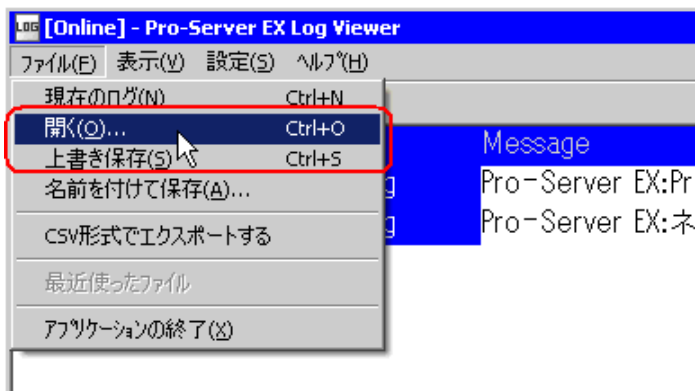 LOG [Online] - Pro-Server EX Log Viewer
ファイル(F) 表示(V) 設定(S) ヘルプ(H)
現在のログ(N) Ctrl+N
開く(O)... Ctrl+O
上書き保存(S) Ctrl+S
名前を付けて保存(A)...
CSV形式でエクスポートする
最近使ったファイル
アプリケーションの終了(X)
Message
g Pro-Server EX:Pr
g Pro-Server EX:ネ